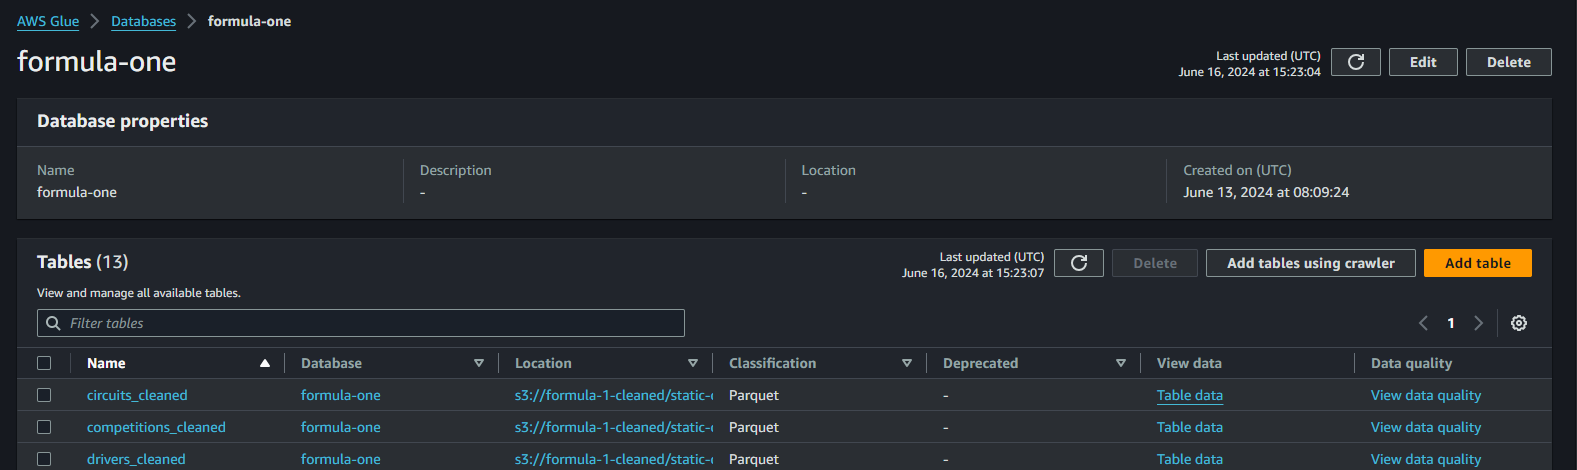 AWS Glue > Databases > formula-one
formula-one
Last updated (UTC)
June 16, 2024 at 15:23:04
Edit
Delete
Database properties
Name
formula-one
Description
-
Location
-
Created on (UTC)
June 13, 2024 at 08:09:24
Tables (13)
View and manage all available tables.
Last updated (UTC)
June 16, 2024 at 15:23:07
Delete
Add tables using crawler
Add table
Filter tables
1
Name Database Location Classification Deprecated View data Data quality
circuits_cleaned formula-one s3://formula-1-cleaned/static- Parquet - Table data View data quality
competitions_cleaned formula-one s3://formula-1-cleaned/static- Parquet - Table data View data quality
drivers_cleaned formula-one s3://formula-1-cleaned/static- Parquet - Table data View data quality